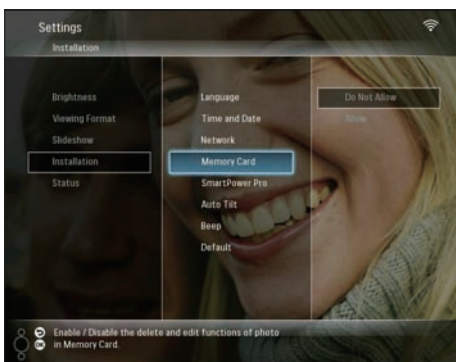 Settings
Installation
Brightness
Viewing Format
Slideshow
Installation
Status
Language
Time and Date
Network
Memory Card
SmartPower Pro
Auto Tilt
Beep
Default
Do Not Allow
Allow
Enable / Disable the delete and edit functions of photo
in Memory Card.